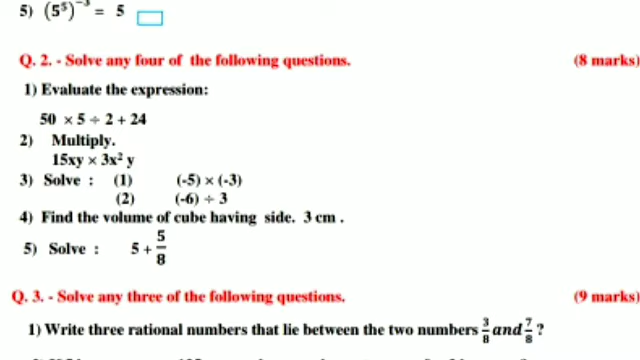 5) (5⁵)⁻³ = 5
Q. 2. - Solve any four of the following questions. (8 marks)
1) Evaluate the expression:
50 × 5 ÷ 2 + 24
2) Multiply.
15xy × 3x² y
3) Solve : (1) (-5) × (-3)
(2) (-6) ÷ 3
4) Find the volume of cube having side. 3 cm .
5) Solve : 5 + 5/8
Q. 3. - Solve any three of the following questions. (9 marks)
1) Write three rational numbers that lie between the two numbers 3/8 and 7/8 ?